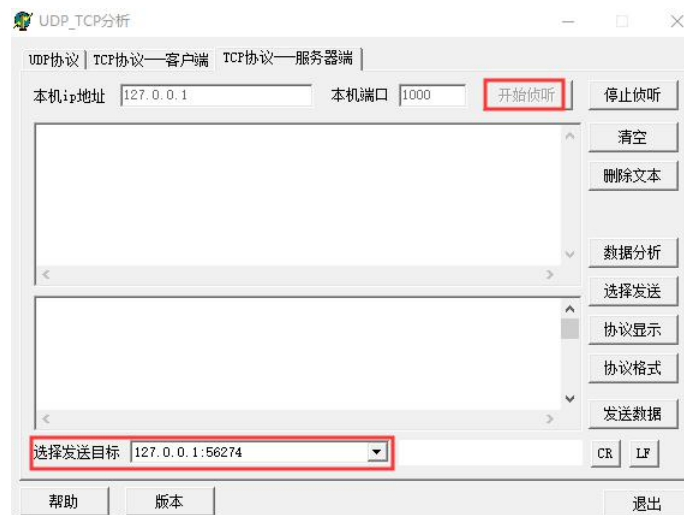 UDP_TCP分析
UDP协议 TCP协议——客户端 TCP协议——服务器端
本机ip地址 127.0.0.1 本机端口 1000 开始侦听 停止侦听
清空
删除文本
数据分析
选择发送
协议显示
协议格式
发送数据
选择发送目标 127.0.0.1:56274 CR LF
帮助 版本 退出